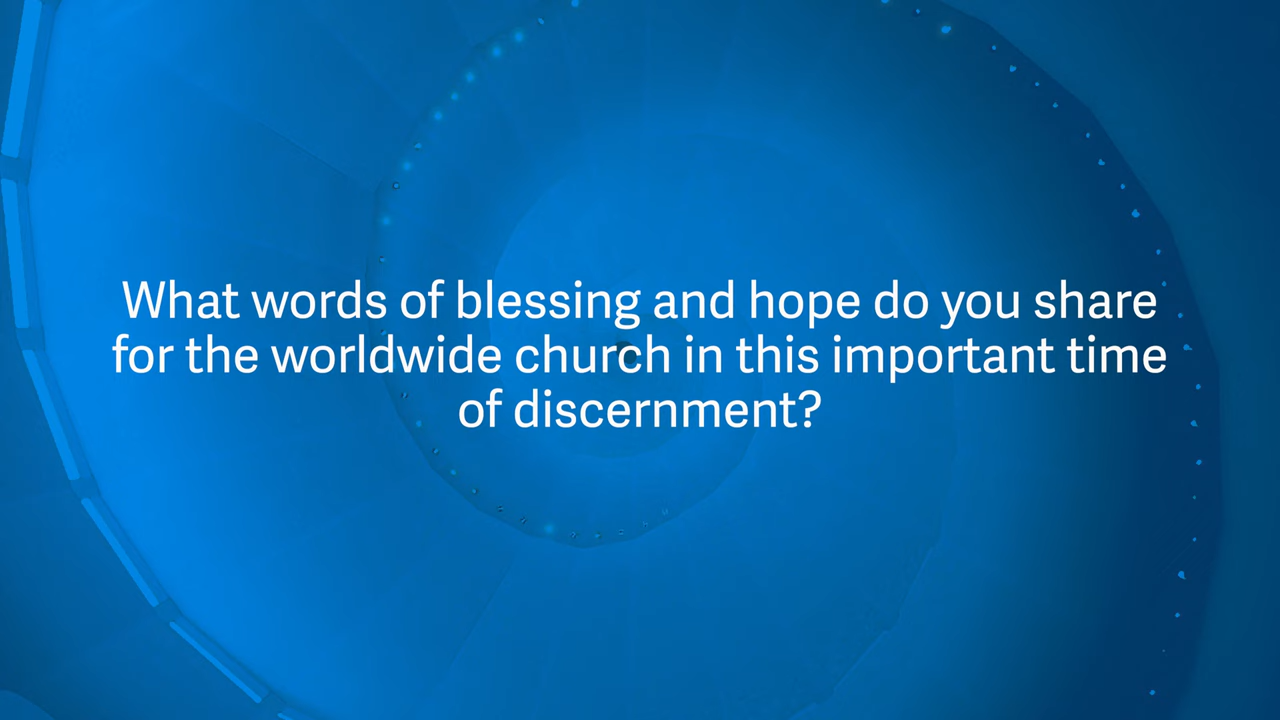 What words of blessing and hope do you share
for the worldwide church in this important time
of discernment?